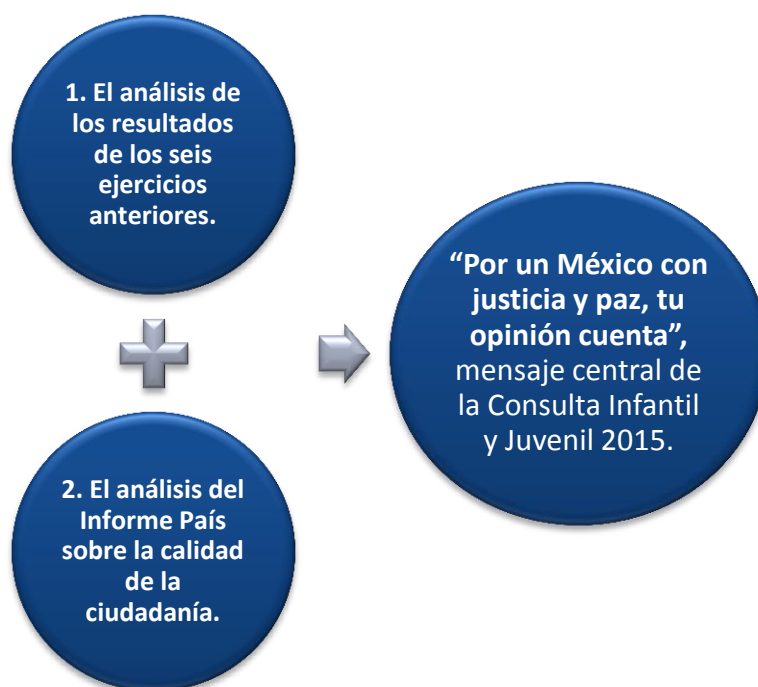 1. El análisis de
los resultados
de los seis
ejercicios
anteriores.
2. El análisis del
Informe País
sobre la calidad
de la
ciudadanía.
“Por un México con
justicia y paz, tu
opinión cuenta”,
mensaje central de
la Consulta Infantil
y Juvenil 2015.